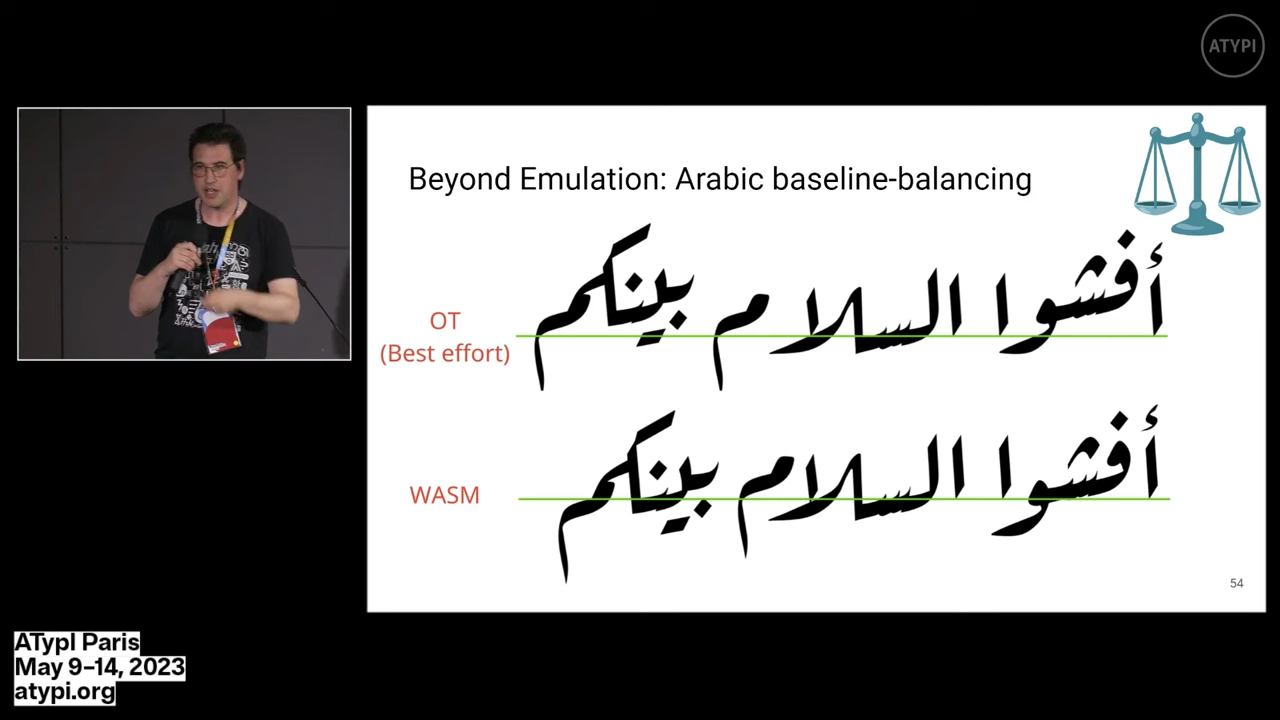 ATYPI
Beyond Emulation: Arabic baseline-balancing
OT
(Best effort)
أفشوا السلام بينكم
WASM
أفشوا السلام بينكم
54
ATypI Paris
May 9–14, 2023
atypi.org